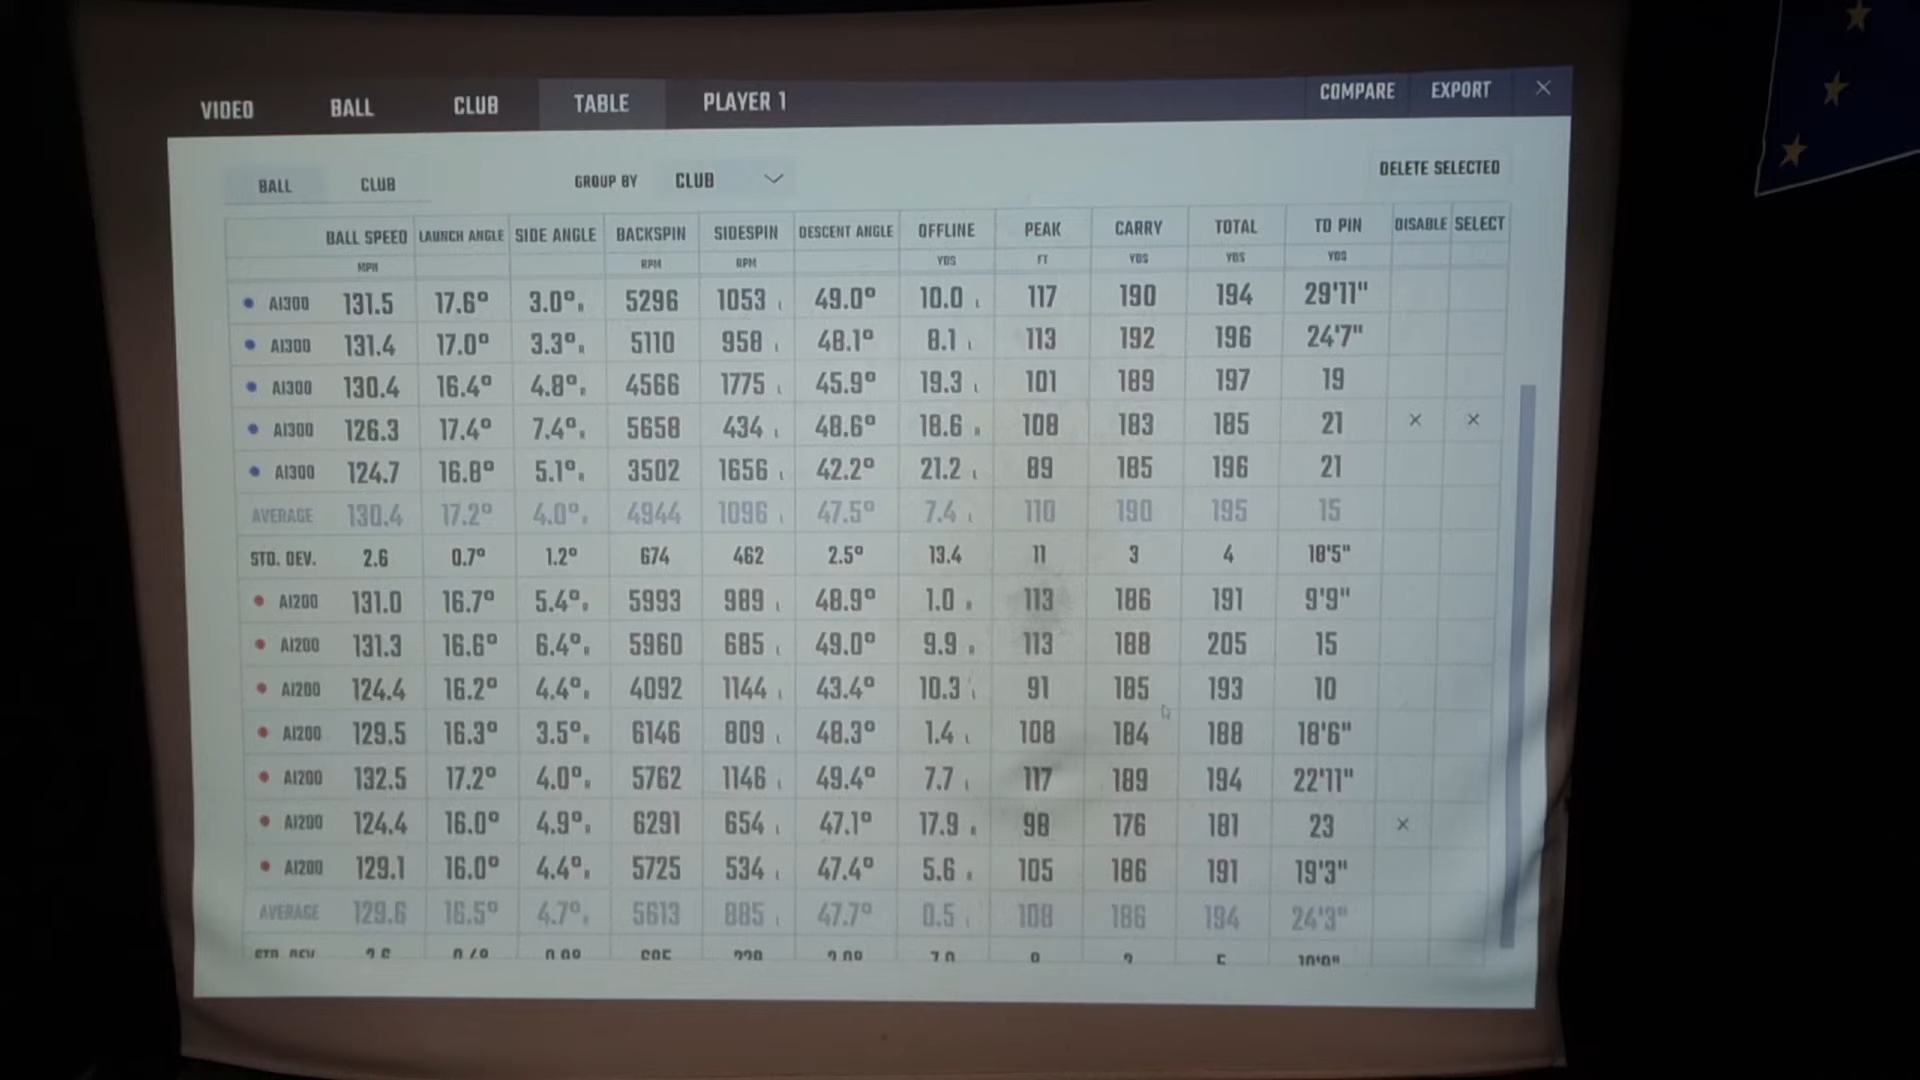 VIDEO BALL CLUB TABLE PLAYER 1 COMPARE EXPORT ×
BALL CLUB GROUP BY CLUB DELETE SELECTED
BALL SPEED LAUNCH ANGLE SIDE ANGLE BACKSPIN SIDESPIN DESCENT ANGLE OFFLINE PEAK CARRY TOTAL TO PIN DISABLE SELECT
MPH RPM RPM YDS FT YDS YDS YDS
AI300 131.5 17.6° 3.0° R 5296 1053 L 49.0° 10.0 L 117 190 194 29'11"
AI300 131.4 17.0° 3.3° R 5110 958 L 48.1° 8.1 L 113 192 196 24'7"
AI300 130.4 16.4° 4.8° R 4566 1775 L 45.9° 19.3 L 101 189 197 19
AI300 126.3 17.4° 7.4° R 5658 434 L 48.6° 18.6 R 108 183 185 21 × ×
AI300 124.7 16.8° 5.1° R 3502 1656 L 42.2° 21.2 L 89 185 196 21
AVERAGE 130.4 17.2° 4.0° R 4944 1096 L 47.5° 7.4 L 110 190 195 15
STD. DEV. 2.6 0.7° 1.2° 674 462 2.5° 13.4 11 3 4 18'5"
AI200 131.0 16.7° 5.4° R 5993 989 L 48.9° 1.0 R 113 186 191 9'9"
AI200 131.3 16.6° 6.4° R 5960 685 L 49.0° 9.9 R 113 188 205 15
AI200 124.4 16.2° 4.4° R 4092 1144 L 43.4° 10.3 L 91 185 193 10
AI200 129.5 16.3° 3.5° R 6146 809 L 48.3° 1.4 L 108 184 188 18'6"
AI200 132.5 17.2° 4.0° R 5762 1146 L 49.4° 7.7 L 117 189 194 22'11"
AI200 124.4 16.0° 4.9° R 6291 654 L 47.1° 17.9 R 98 176 181 23 ×
AI200 129.1 16.0° 4.4° R 5725 534 L 47.4° 5.6 R 105 186 191 19'3"
AVERAGE 129.6 16.5° 4.7° R 5613 885 L 47.7° 0.5 L 108 186 194 24'3"
STD. DEV